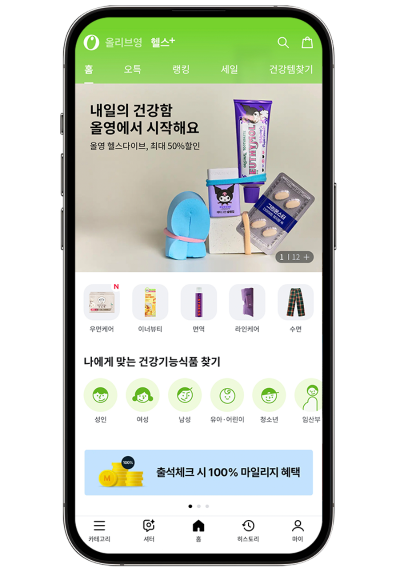 올리브영 헬스+
홈 오특 랭킹 세일 건강템찾기
내일의 건강함
올영에서 시작해요
올영 헬스다이브, 최대 50%할인
1 | 12 +
N
우먼케어 이너뷰티 면역 라인케어 수면
나에게 맞는 건강기능식품 찾기
성인 여성 남성 유아·어린이 청소년 임산부
100%
M
출석체크 시 100% 마일리지 혜택
카테고리 셔터 홈 히스토리 마이